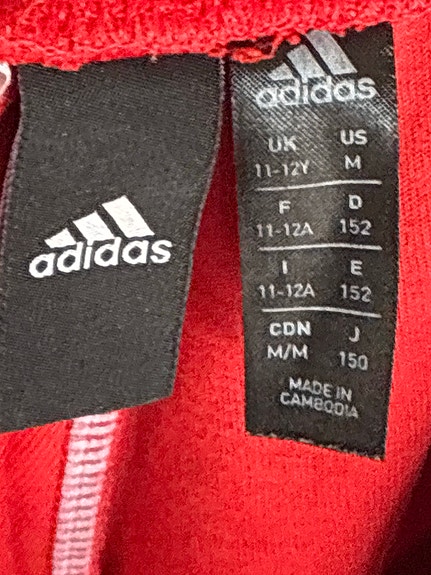 adidas
adidas
UK US
11-12Y M
F D
11-12A 152
I E
11-12A 152
CDN J
M/M 150
MADE IN
CAMBODIA